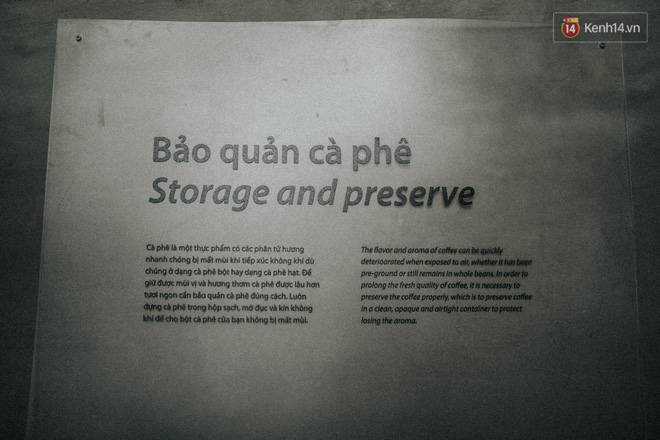 14 Kenh14.vn
Bảo quản cà phê
Storage and preserve
Cà phê là một thực phẩm có các phân tử hương
nhanh chóng bị mất mùi khi tiếp xúc không khí dù
chúng ở dạng cà phê bột hay dạng cà phê hạt. Để
giữ được mùi vị và hương thơm cà phê được lâu hơn
tươi ngon cần bảo quản cà phê đúng cách. Luôn
đựng cà phê trong hộp sạch, mờ đục và kín không
khí để cho bột cà phê của bạn không bị mất mùi.
The flavor and aroma of coffee can be quickly
deterioarated when exposed to air, whether it has been
pre-ground or still remains in whole beans. In order to
prolong the fresh quality of coffee, it is necessary to
preserve the coffee properly, which is to preserve coffee
in a clean, opaque and airtight container to protect
losing the aroma.